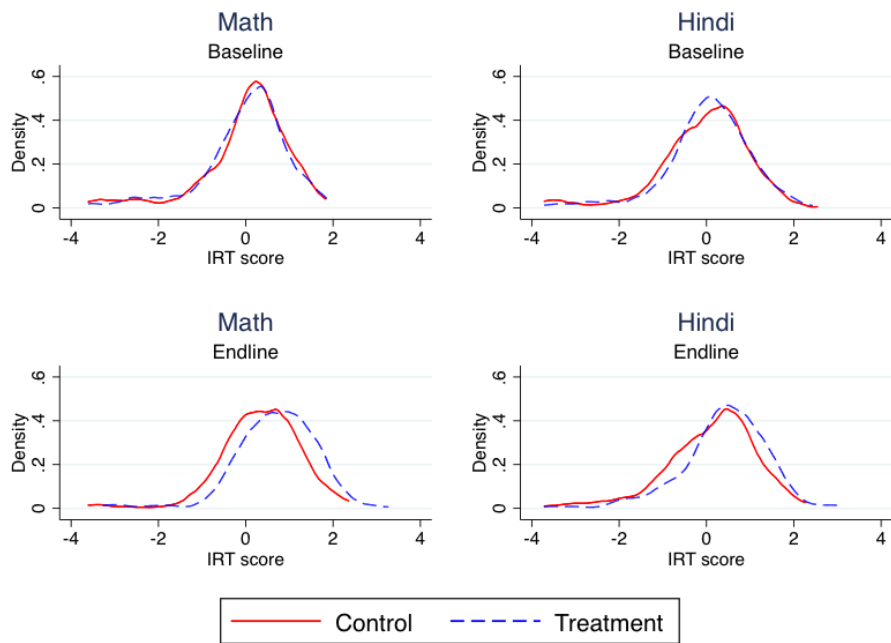 Math
Baseline
Density
0 .2 .4 .6
-4 -2 0 2 4
IRT score
Hindi
Baseline
Density
0 .2 .4 .6
-4 -2 0 2 4
IRT score
Math
Endline
Density
0 .2 .4 .6
-4 -2 0 2 4
IRT score
Hindi
Endline
Density
0 .2 .4 .6
-4 -2 0 2 4
IRT score
Control Treatment